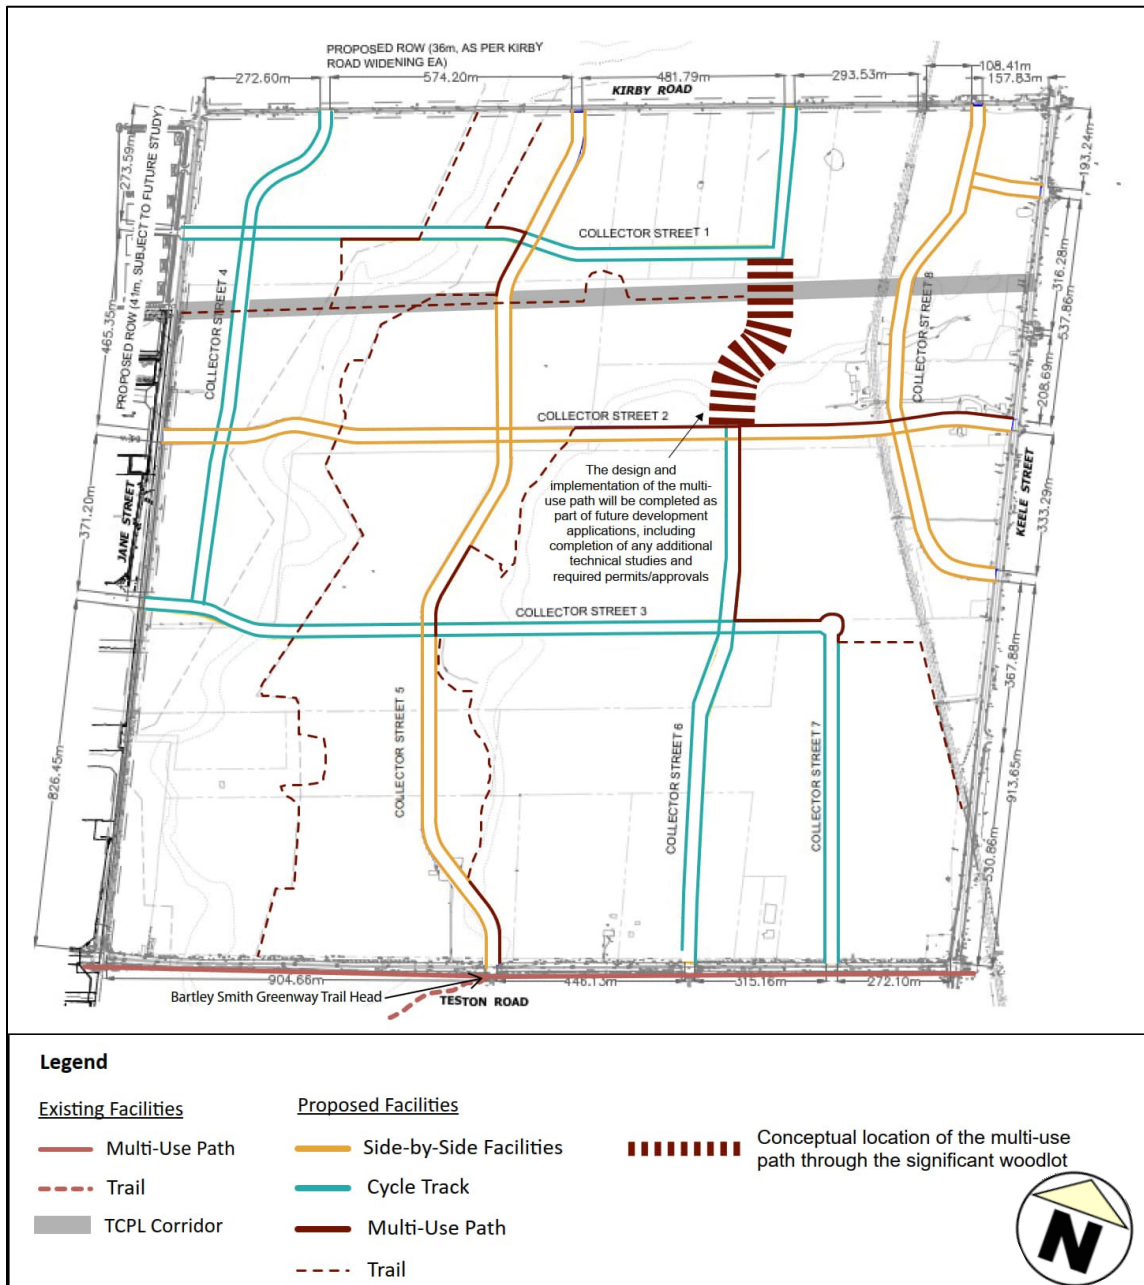 PROPOSED ROW (36m, AS PER KIRBY
ROAD WIDENING EA)
272.60m
574.20m
481.79m
293.53m
108.41m
157.83m
KIRBY ROAD
273.59m
PROPOSED ROW (41m, SUBJECT TO FUTURE STUDY)
465.35m
193.24m
COLLECTOR STREET 1
COLLECTOR STREET 4
COLLECTOR STREET 8
316.28m
537.86m
208.69m
COLLECTOR STREET 2
The design and
implementation of the multi-
use path will be completed as
part of future development
applications, including
completion of any additional
technical studies and
required permits/approvals
JANE STREET
371.20m
KEELE STREET
333.29m
COLLECTOR STREET 3
826.45m
367.88m
913.65m
530.86m
COLLECTOR STREET 5
COLLECTOR STREET 6
COLLECTOR STREET 7
904.66m
446.13m
315.16m
272.10m
Bartley Smith Greenway Trail Head
TESTON ROAD
Legend
Existing Facilities
Multi-Use Path
Trail
TCPL Corridor
Proposed Facilities
Side-by-Side Facilities
Cycle Track
Multi-Use Path
Trail
Conceptual location of the multi-use
path through the significant woodlot
N